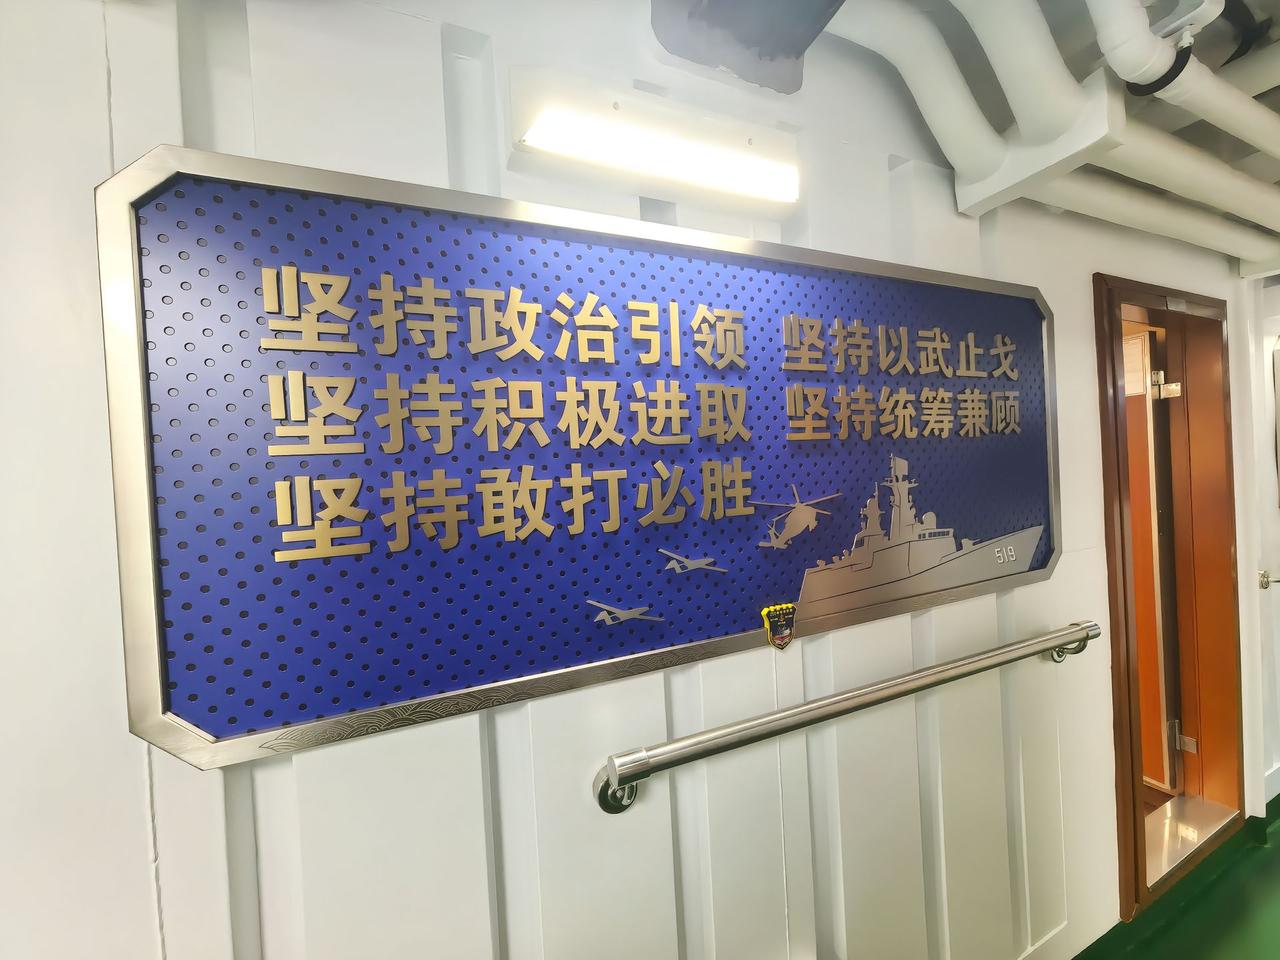 坚持政治引领
坚持积极进取
坚持敢打必胜
坚持以武止戈
坚持统筹兼顾
519